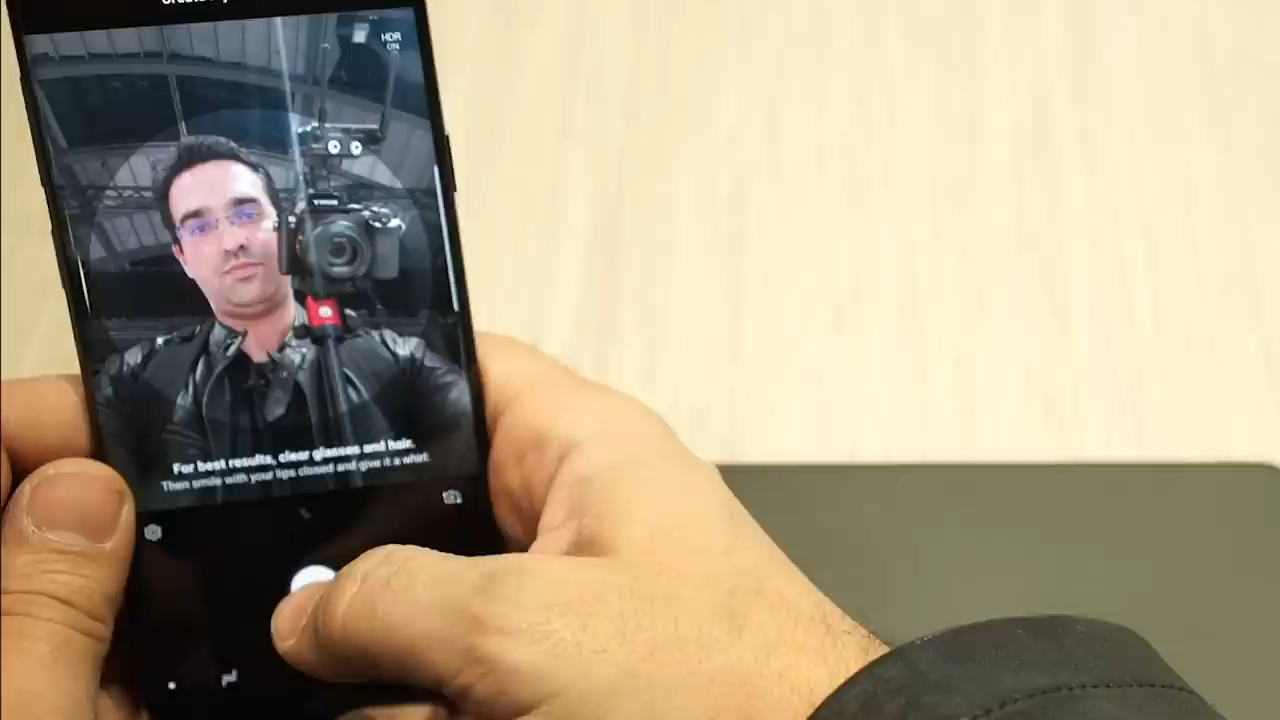 HDR
ON
For best results, clear glasses and hair.
Then smile with your lips closed and give it a whirl.